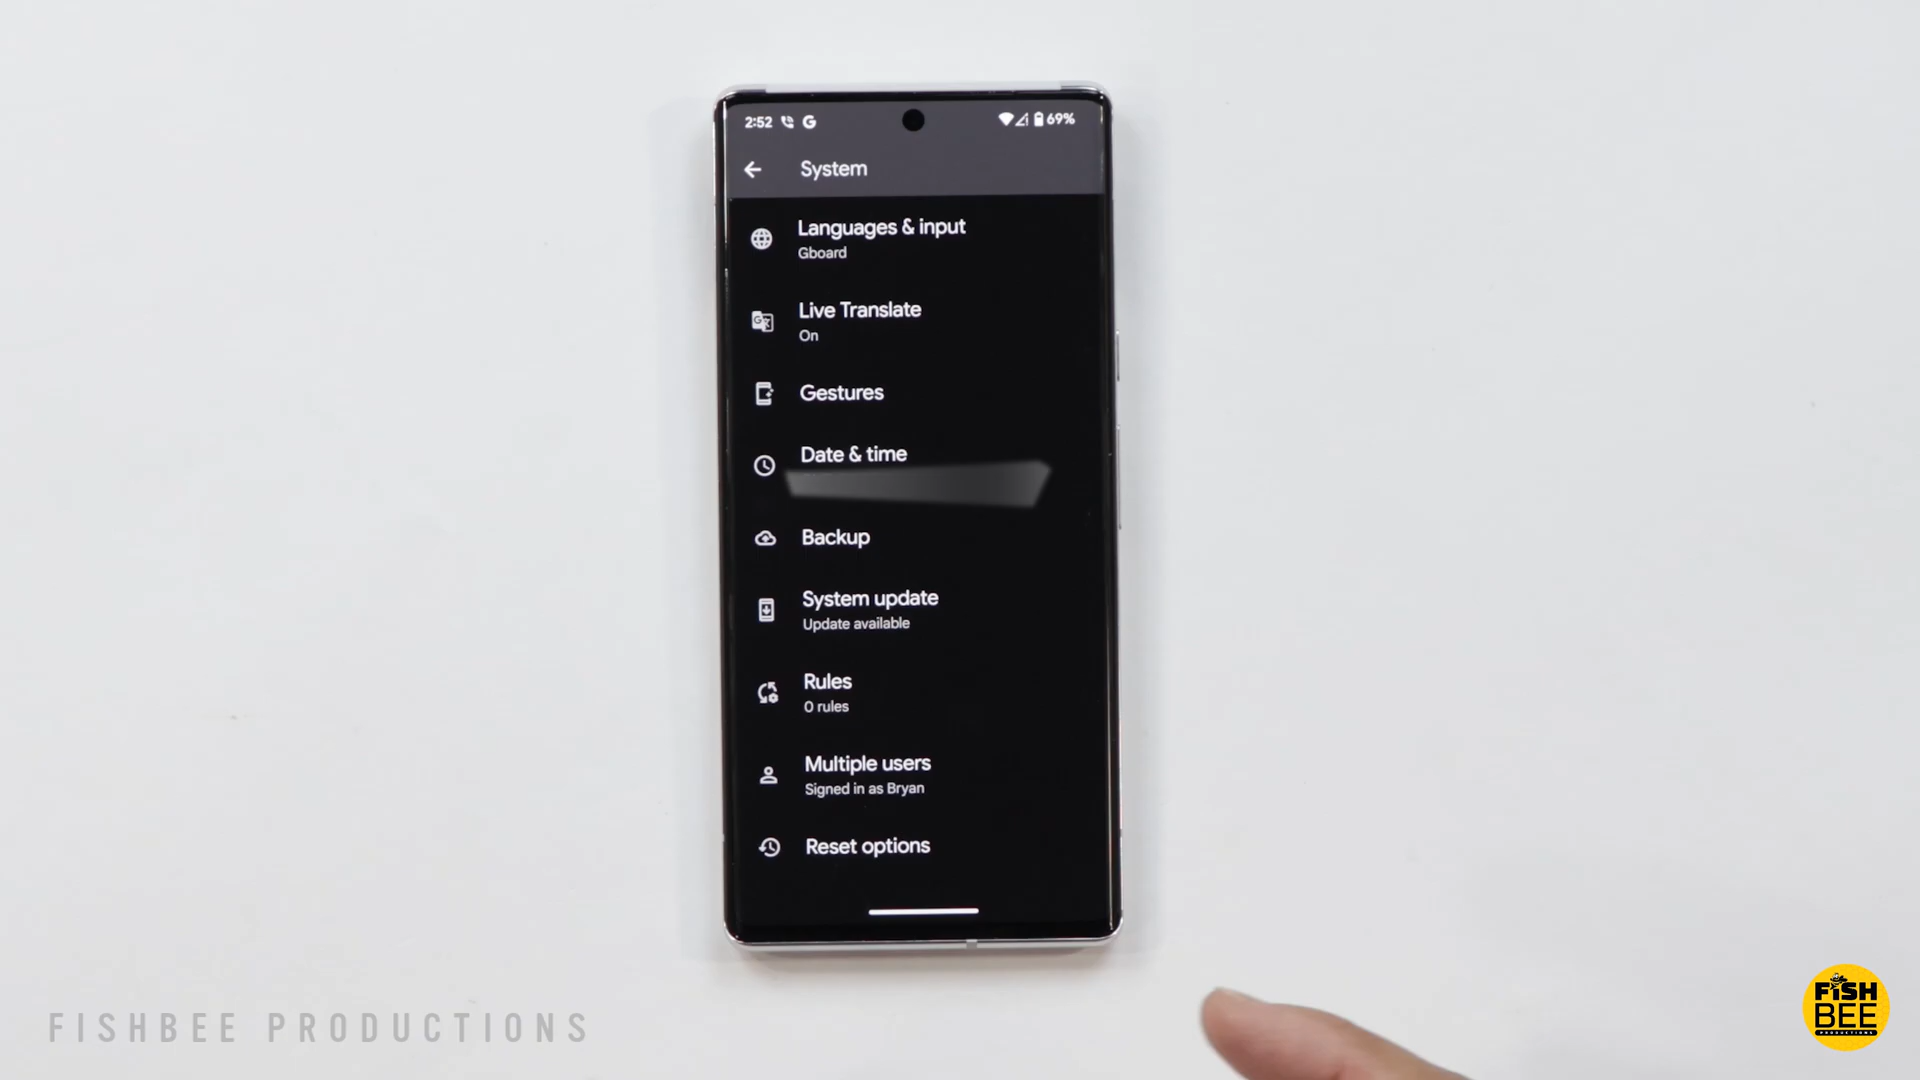 2:52
69%
System
Languages & input
Gboard
Live Translate
On
Gestures
Date & time
Backup
System update
Update available
Rules
0 rules
Multiple users
Signed in as Bryan
Reset options
FISHBEE PRODUCTIONS
FISH
BEE
PRODUCTIONS